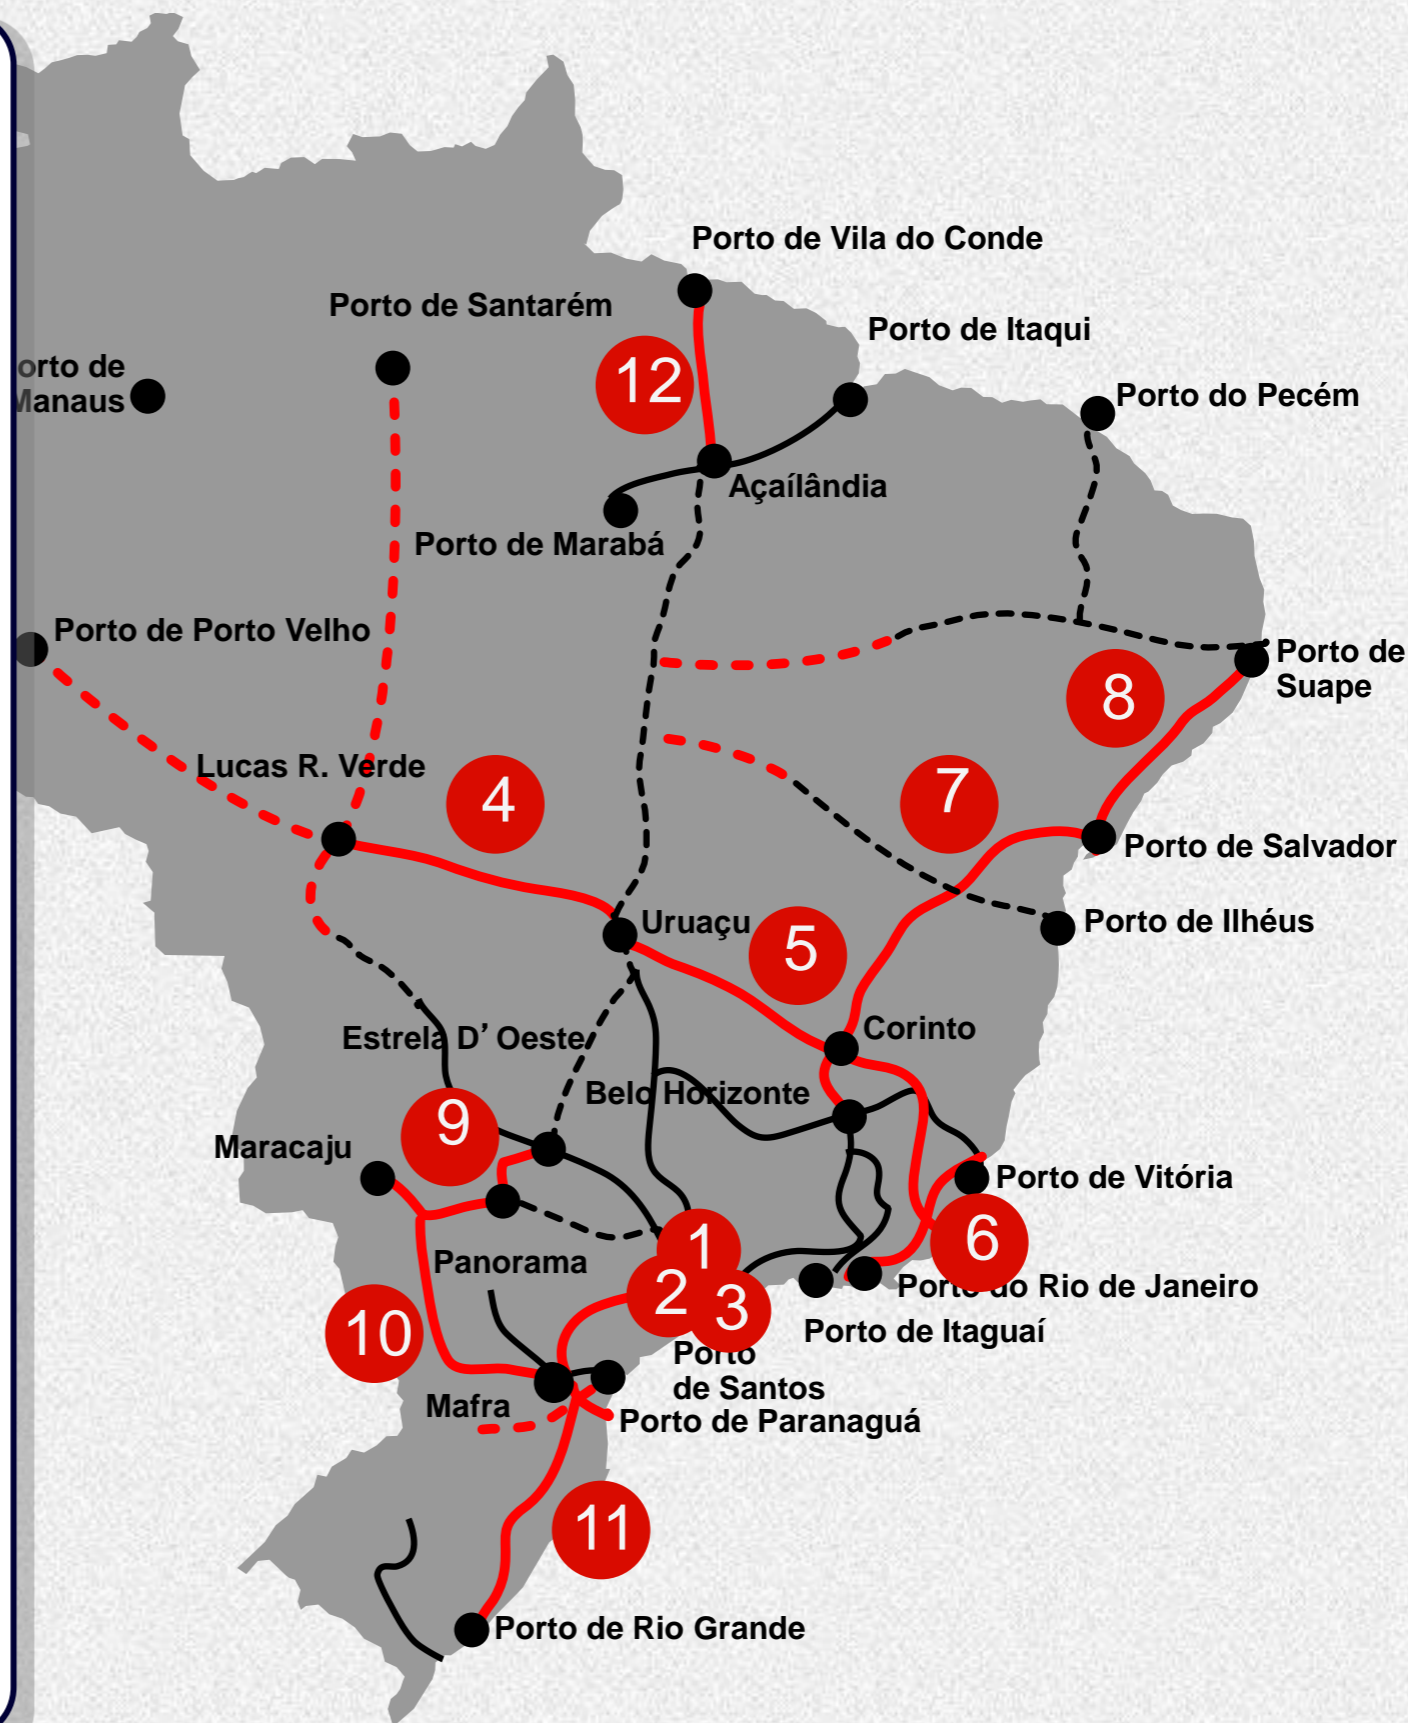 Porto de Vila do Conde
Porto de Santarém
Porto de Itaqui
12
orto de
Manaus
Porto do Pecém
Açaílândia
Porto de Marabá
Porto de Porto Velho
Porto de
Suape
8
Lucas R. Verde
4
7
Porto de Salvador
Uruaçu
Porto de Ilhéus
5
Corinto
Estrela D’ Oeste
Belo Horizonte
9
Maracaju
Porto de Vitória
1
6
Panorama
2
3
Porto do Rio de Janeiro
10
Porto de Itaguaí
Porto
de Santos
Mafra
Porto de Paranaguá
11
Porto de Rio Grande